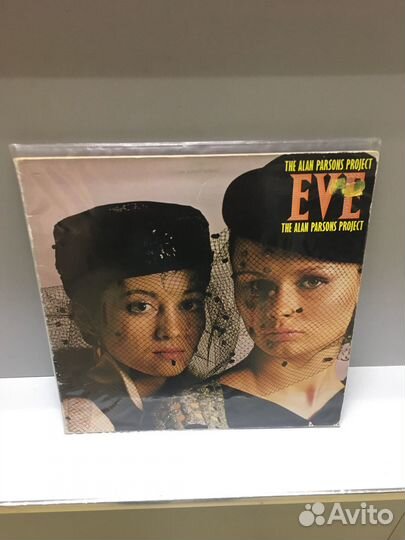 THE ALAN PARSONS PROJECT
EVE
THE ALAN PARSONS PROJECT
Avito